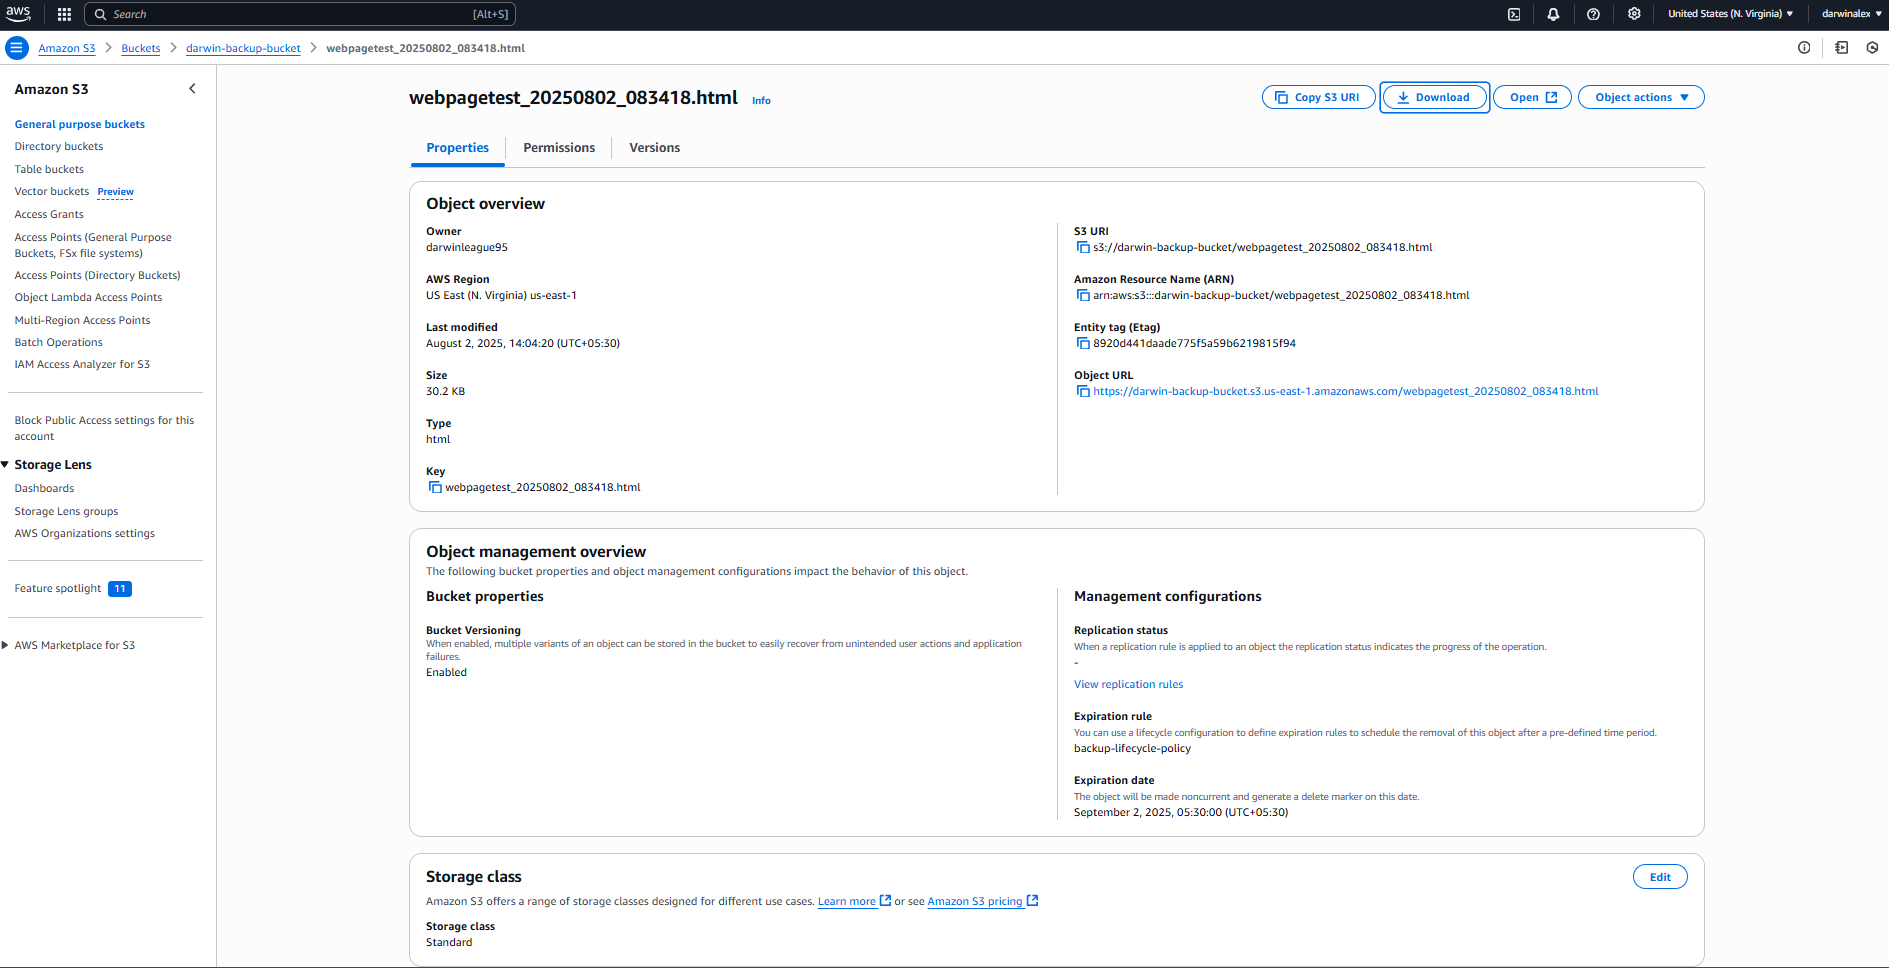 aws
Search
[Alt+S]
United States (N. Virginia)
darwinalex
Amazon S3
Buckets
darwin-backup-bucket
webpagetest_20250802_083418.html
Amazon S3
General purpose buckets
Directory buckets
Table buckets
Vector buckets Preview
Access Grants
Access Points (General Purpose
Buckets, FSx file systems)
Access Points (Directory Buckets)
Object Lambda Access Points
Multi-Region Access Points
Batch Operations
IAM Access Analyzer for S3
Block Public Access settings for this
account
Storage Lens
Dashboards
Storage Lens groups
AWS Organizations settings
Feature spotlight 11
AWS Marketplace for S3
webpagetest_20250802_083418.html Info
Copy S3 URI
Download
Open
Object actions
Properties
Permissions
Versions
Object overview
Owner
darwinleague95
AWS Region
US East (N. Virginia) us-east-1
Last modified
August 2, 2025, 14:04:20 (UTC+05:30)
Size
30.2 KB
Type
html
Key
webpagetest_20250802_083418.html
S3 URI
s3://darwin-backup-bucket/webpagetest_20250802_083418.html
Amazon Resource Name (ARN)
arn:aws:s3:::darwin-backup-bucket/webpagetest_20250802_083418.html
Entity tag (Etag)
8920d441daade775f5a59b6219815f94
Object URL
https://darwin-backup-bucket.s3.us-east-1.amazonaws.com/webpagetest_20250802_083418.html
Object management overview
The following bucket properties and object management configurations impact the behavior of this object.
Bucket properties
Bucket Versioning
When enabled, multiple variants of an object can be stored in the bucket to easily recover from unintended user actions and application
failures.
Enabled
Management configurations
Replication status
When a replication rule is applied to an object the replication status indicates the progress of the operation.
-
View replication rules
Expiration rule
You can use a lifecycle configuration to define expiration rules to schedule the removal of this object after a pre-defined time period.
backup-lifecycle-policy
Expiration date
The object will be made noncurrent and generate a delete marker on this date.
September 2, 2025, 05:30:00 (UTC+05:30)
Storage class
Edit
Amazon S3 offers a range of storage classes designed for different use cases. Learn more or see Amazon S3 pricing
Storage class
Standard